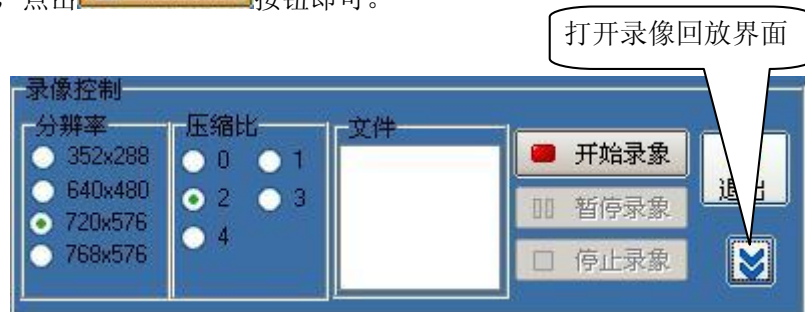 点击 按钮即可。
打开录像回放界面
录像控制
分辨率
352x288
640x480
720x576
768x576
压缩比
0 1
2 3
4
文件
开始录象
暂停录象
停止录象
退出